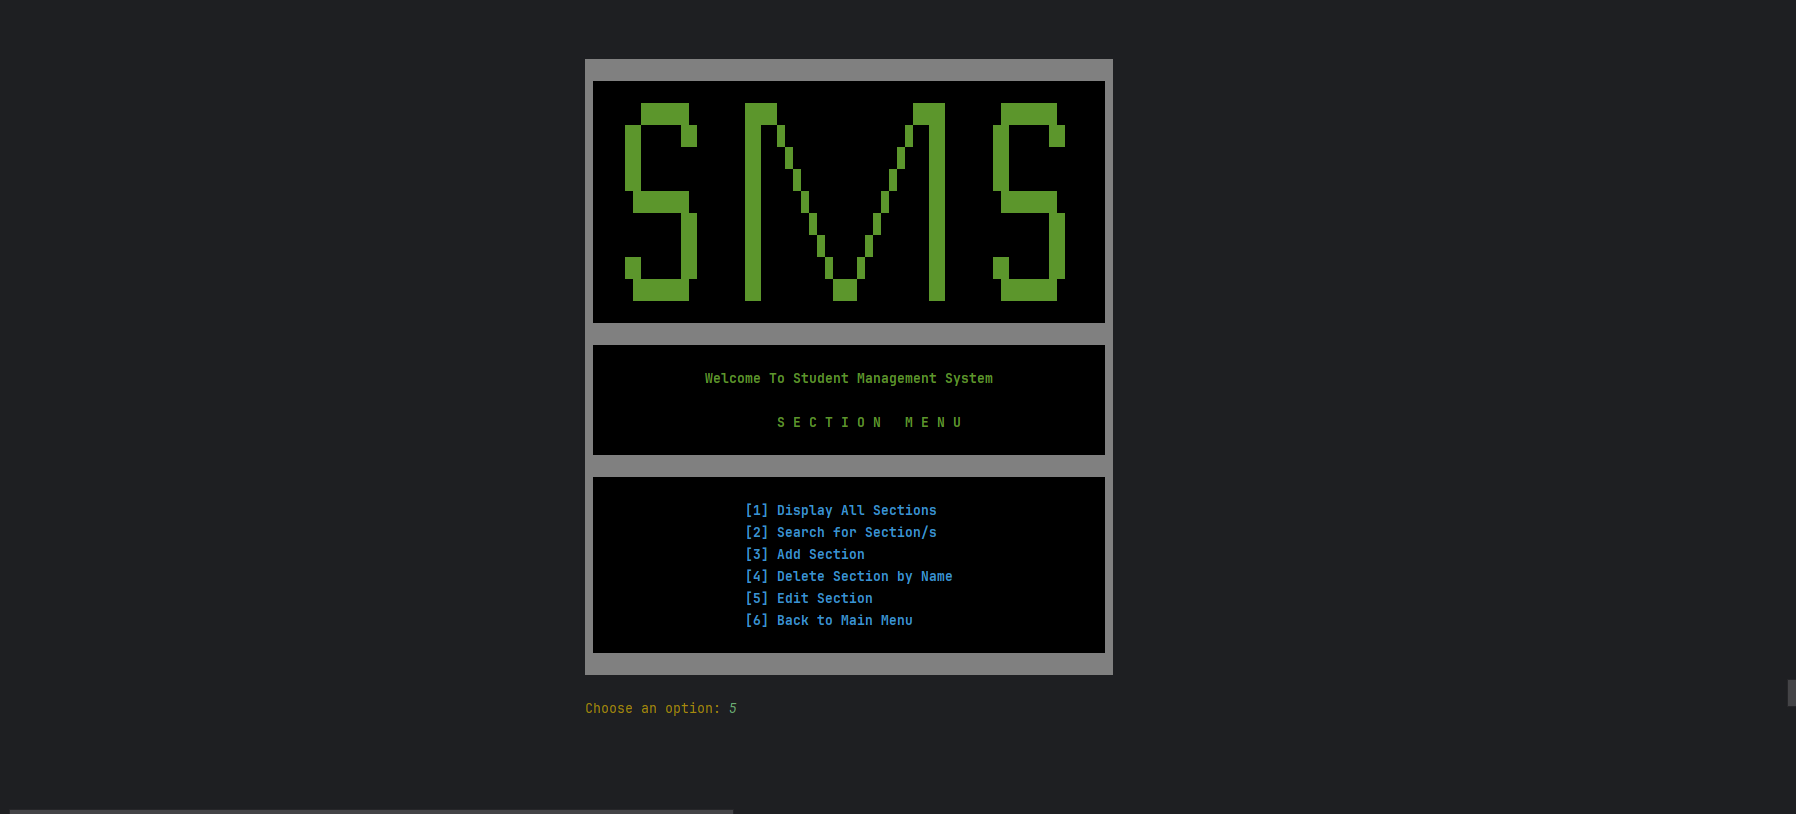 SMS
Welcome To Student Management System
S E C T I O N   M E N U
[1] Display All Sections
[2] Search for Section/s
[3] Add Section
[4] Delete Section by Name
[5] Edit Section
[6] Back to Main Menu
Choose an option: 5